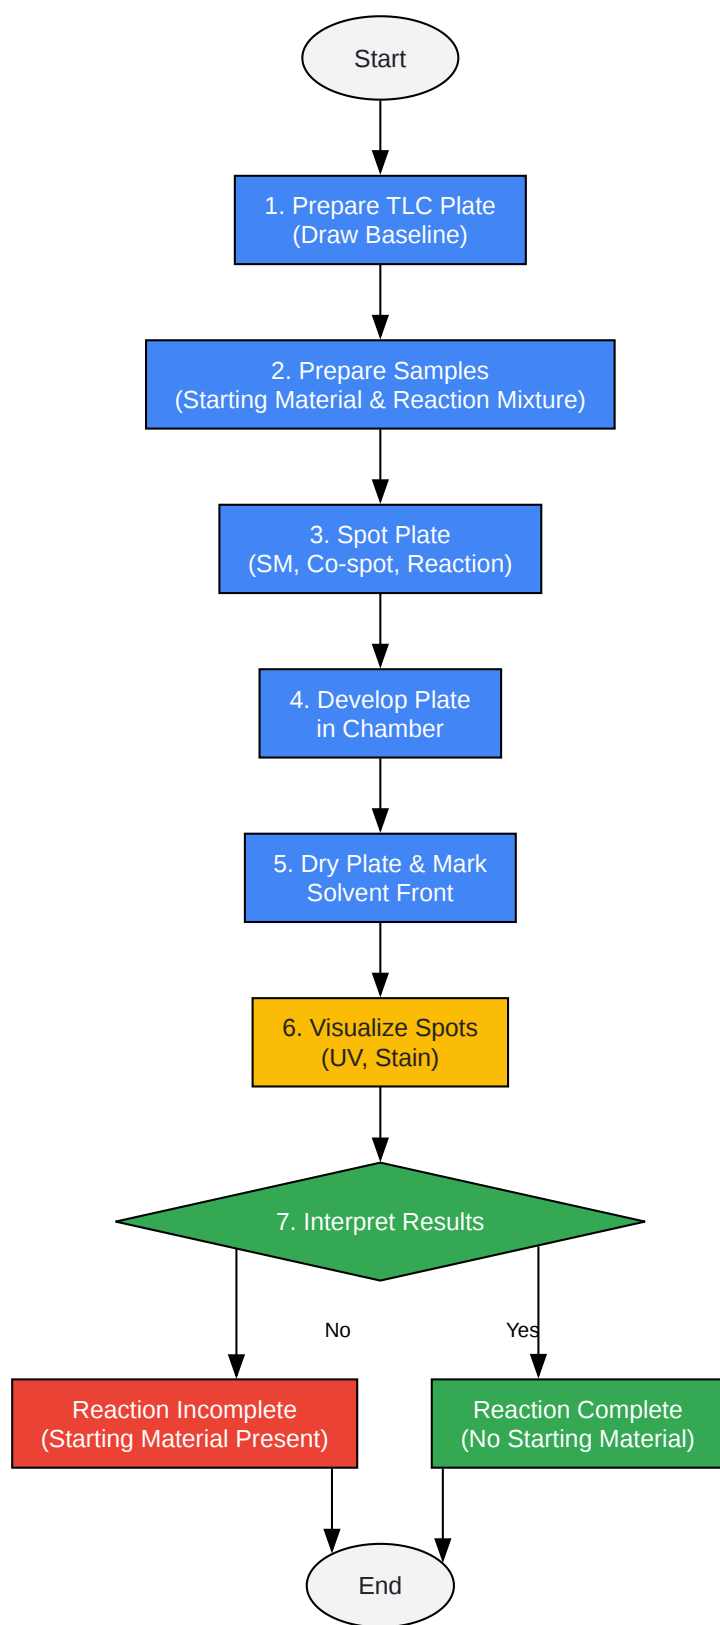 Start
1. Prepare TLC Plate
(Draw Baseline)
2. Prepare Samples
(Starting Material & Reaction Mixture)
3. Spot Plate
(SM, Co-spot, Reaction)
4. Develop Plate
in Chamber
5. Dry Plate & Mark
Solvent Front
6. Visualize Spots
(UV, Stain)
7. Interpret Results
No
Yes
Reaction Incomplete
(Starting Material Present)
Reaction Complete
(No Starting Material)
End